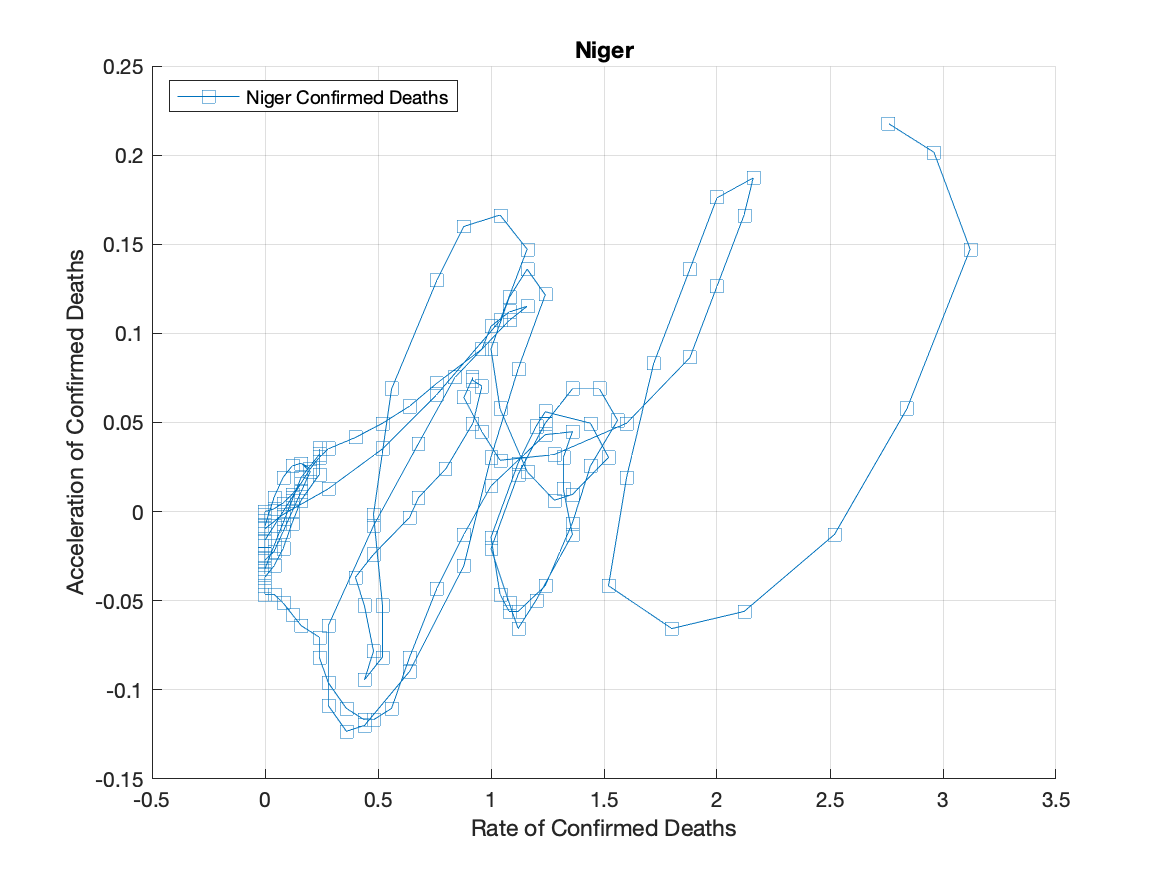 Niger
Niger Confirmed Deaths
Acceleration of Confirmed Deaths
0.25
0.2
0.15
0.1
0.05
0
-0.05
-0.1
-0.15
-0.5 0 0.5 1 1.5 2 2.5 3 3.5
Rate of Confirmed Deaths